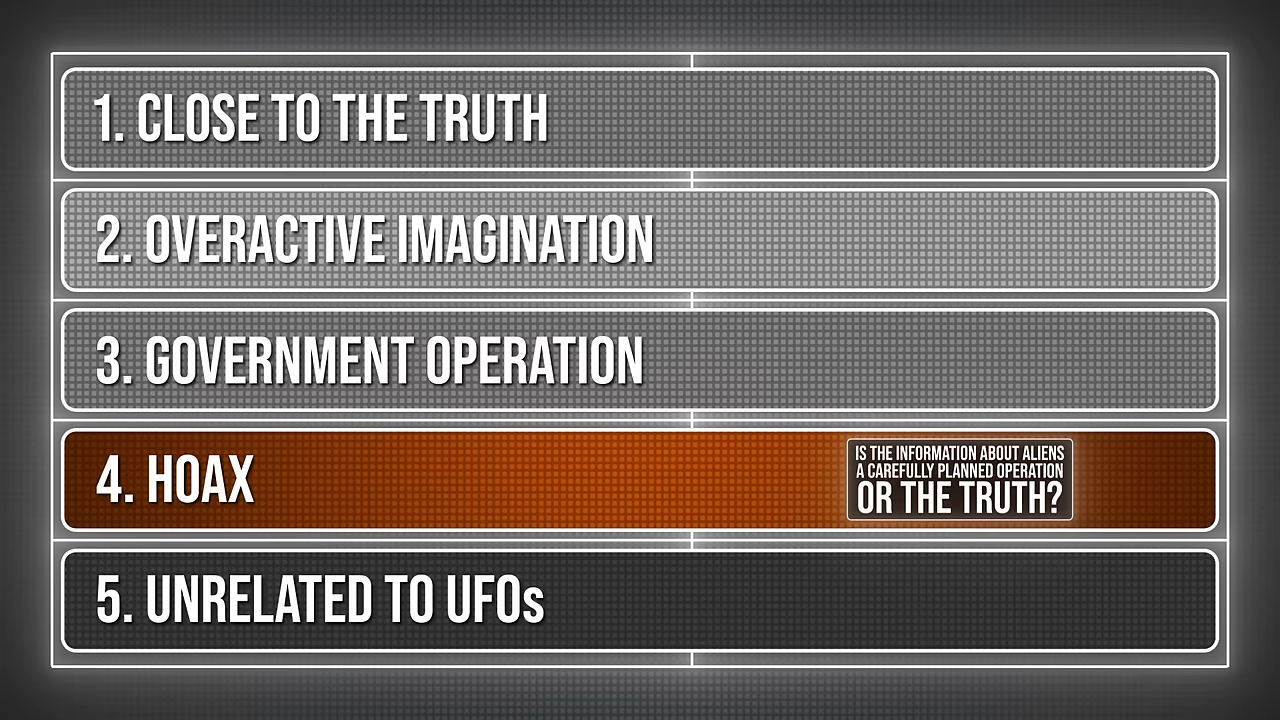 1. CLOSE TO THE TRUTH
2. OVERACTIVE IMAGINATION
3. GOVERNMENT OPERATION
4. HOAX
IS THE INFORMATION ABOUT ALIENS
A CAREFULLY PLANNED OPERATION
OR THE TRUTH?
5. UNRELATED TO UFOs